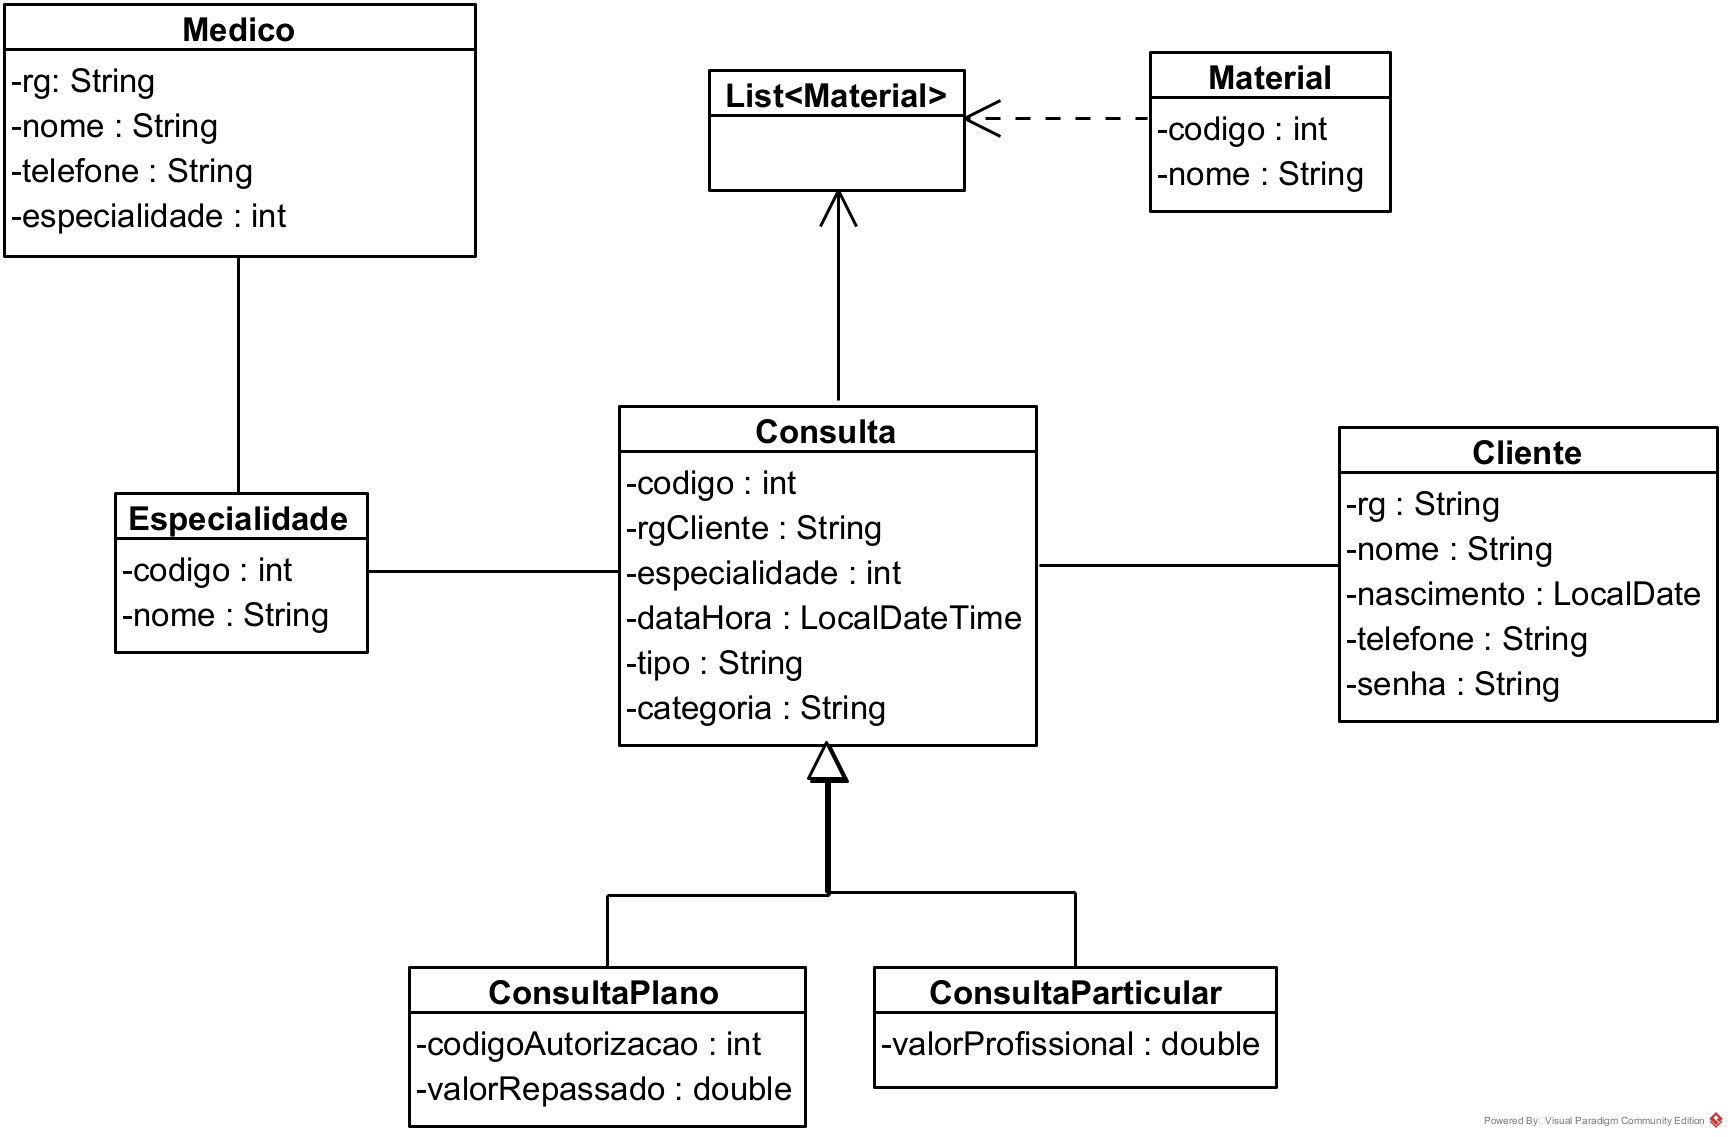 Medico
-rg: String
-nome : String
-telefone : String
-especialidade : int
List<Material>
Material
-codigo : int
-nome : String
Especialidade
-codigo : int
-nome : String
Consulta
-codigo : int
-rgCliente : String
-especialidade : int
-dataHora : LocalDateTime
-tipo : String
-categoria : String
Cliente
-rg : String
-nome : String
-nascimento : LocalDate
-telefone : String
-senha : String
ConsultaPlano
-codigoAutorizacao : int
-valorRepassado : double
ConsultaParticular
-valorProfissional : double
Powered By Visual Paradigm Community Edition